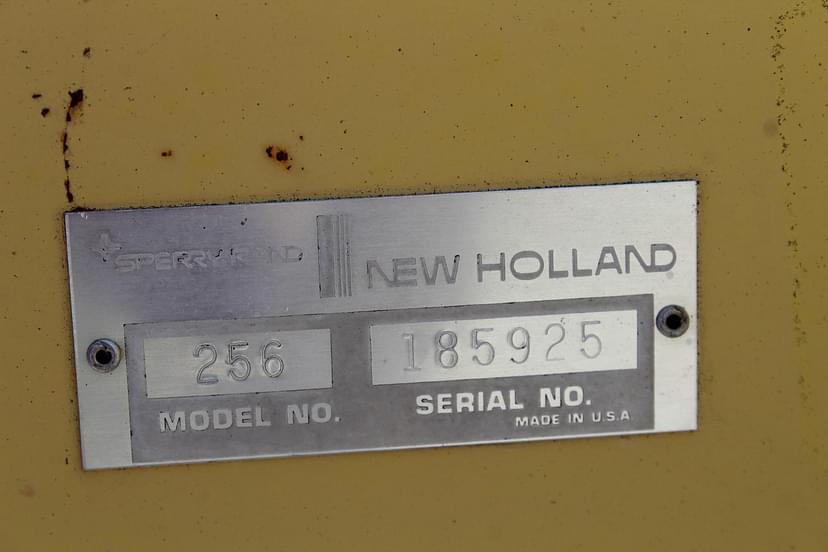 SPERRY RAND NEW HOLLAND
256 185925
MODEL NO. SERIAL NO.
MADE IN U.S.A